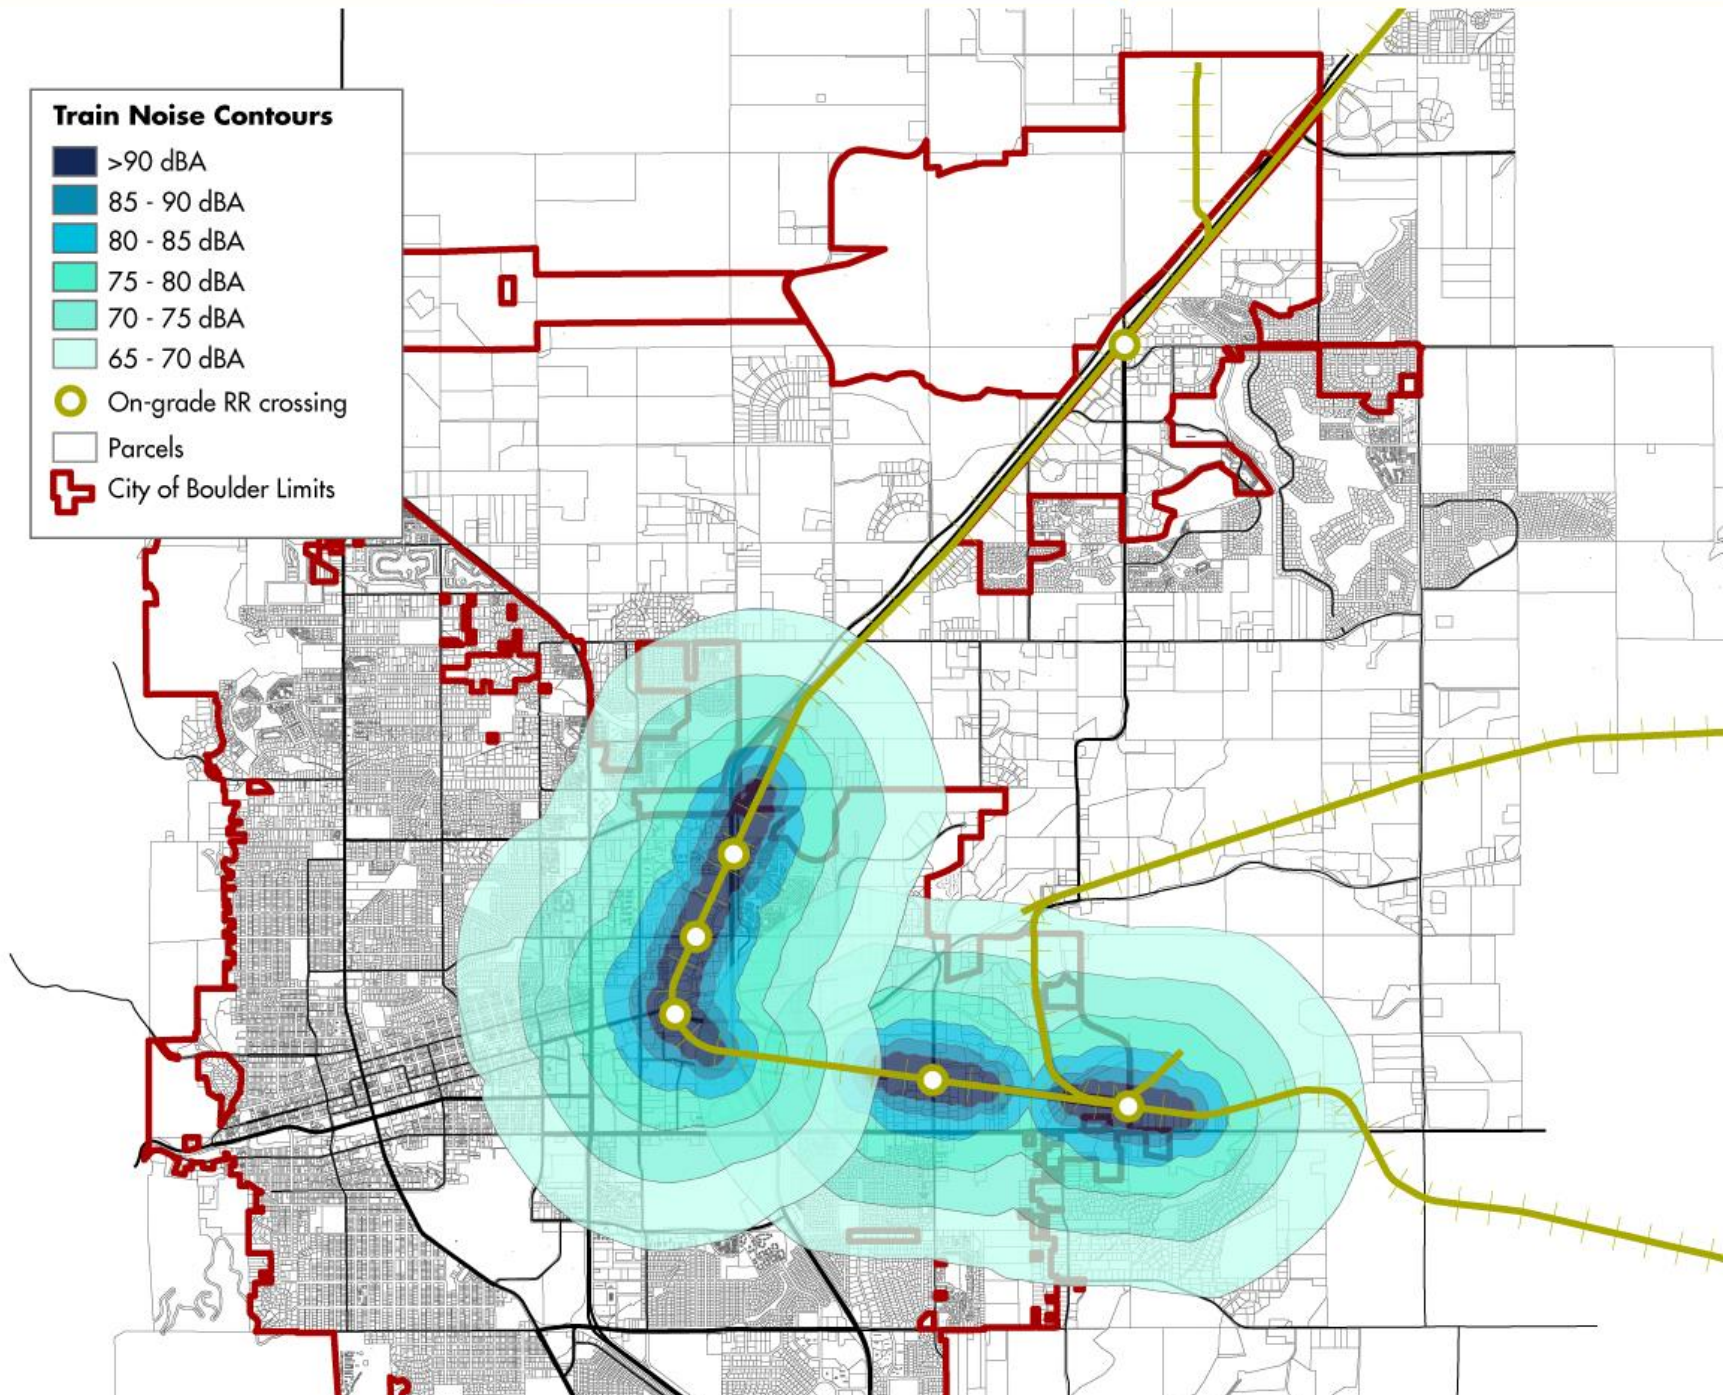 Train Noise Contours
>90 dBA
85 - 90 dBA
80 - 85 dBA
75 - 80 dBA
70 - 75 dBA
65 - 70 dBA
On-grade RR crossing
Parcels
City of Boulder Limits